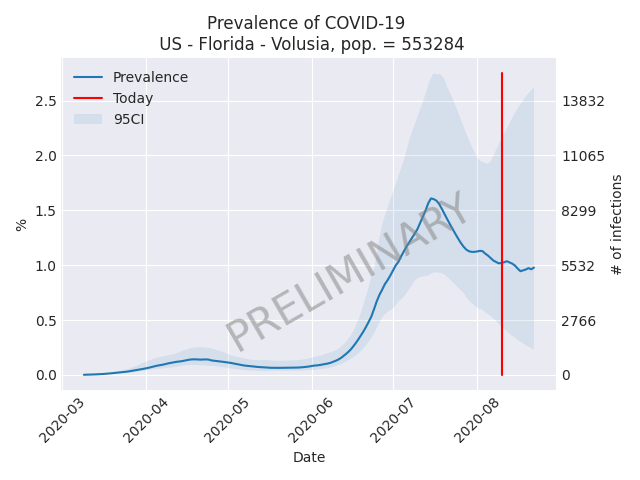 Prevalence of COVID-19
US - Florida - Volusia, pop. = 553284
Prevalence
Today
95CI
2.5
2.0
1.5
1.0
0.5
0.0
%
13832
11065
8299
5532
2766
0
# of infections
PRELIMINARY
2020-03
2020-04
2020-05
2020-06
2020-07
2020-08
Date